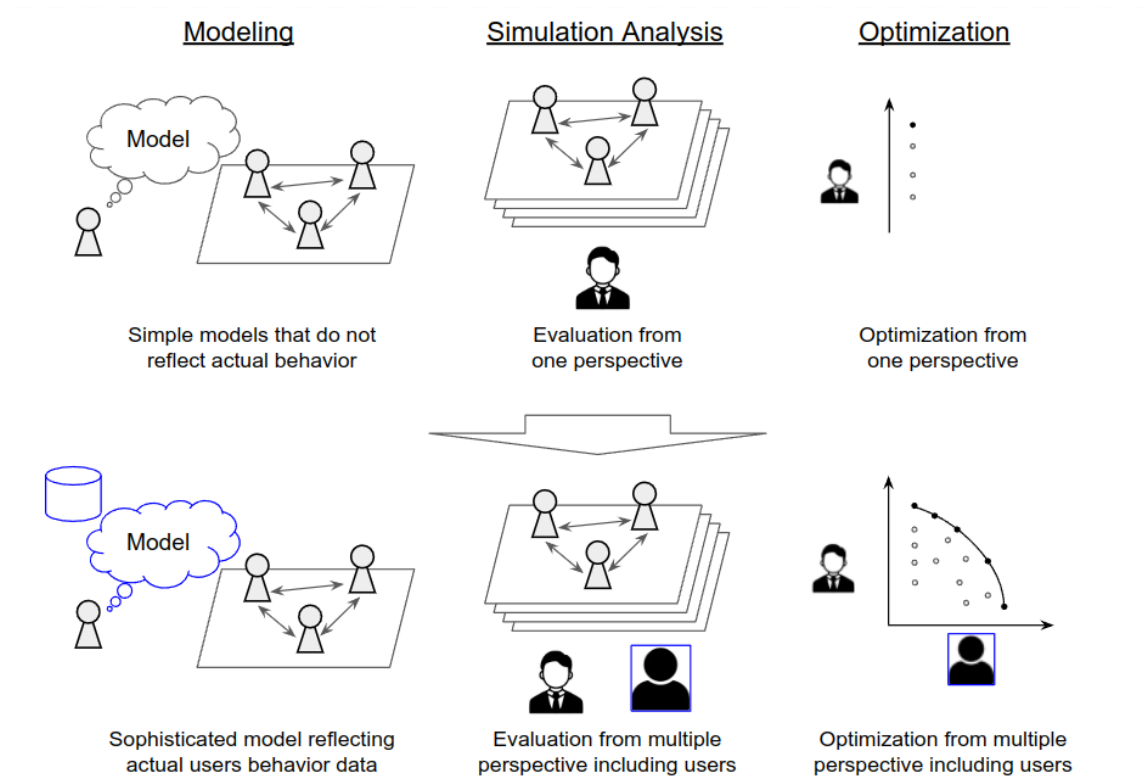 Modeling
Simulation Analysis
Optimization
Model
Simple models that do not
reflect actual behavior
Evaluation from
one perspective
Optimization from
one perspective
Model
Sophisticated model reflecting
actual users behavior data
Evaluation from multiple
perspective including users
Optimization from multiple
perspective including users